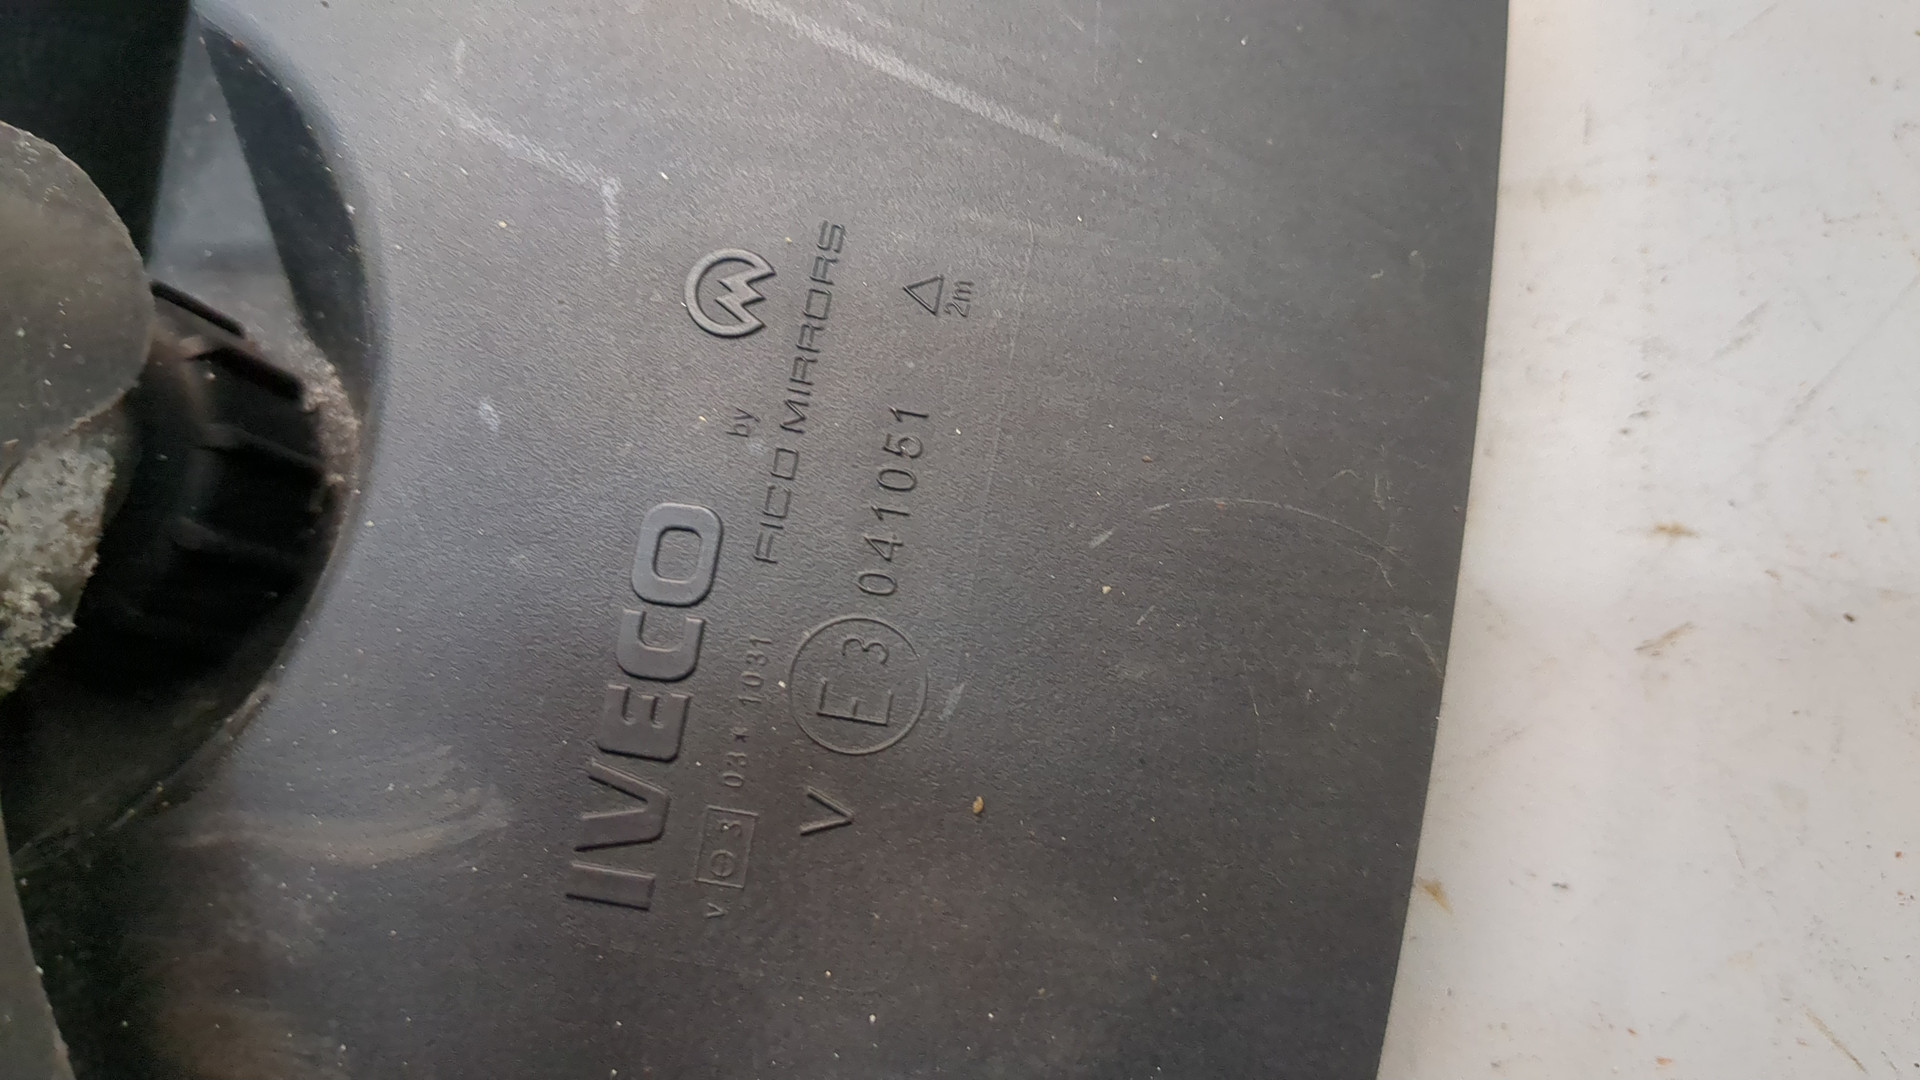 IVECO
by
FICO MIRRORS
v e 3 03 * 1031
V E3 041051
2m